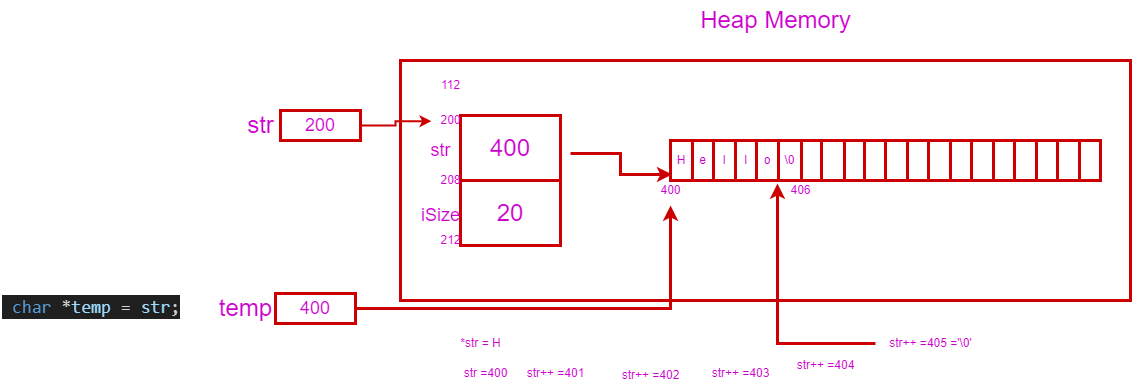 Heap Memory
112
str
200
200
str
400
H
e
l
l
o
\0
208
400
406
iSize
20
212
char *temp = str;
temp
400
*str = H
str++ =405 ='\0'
str =400
str++ =401
str++ =402
str++ =403
str++ =404